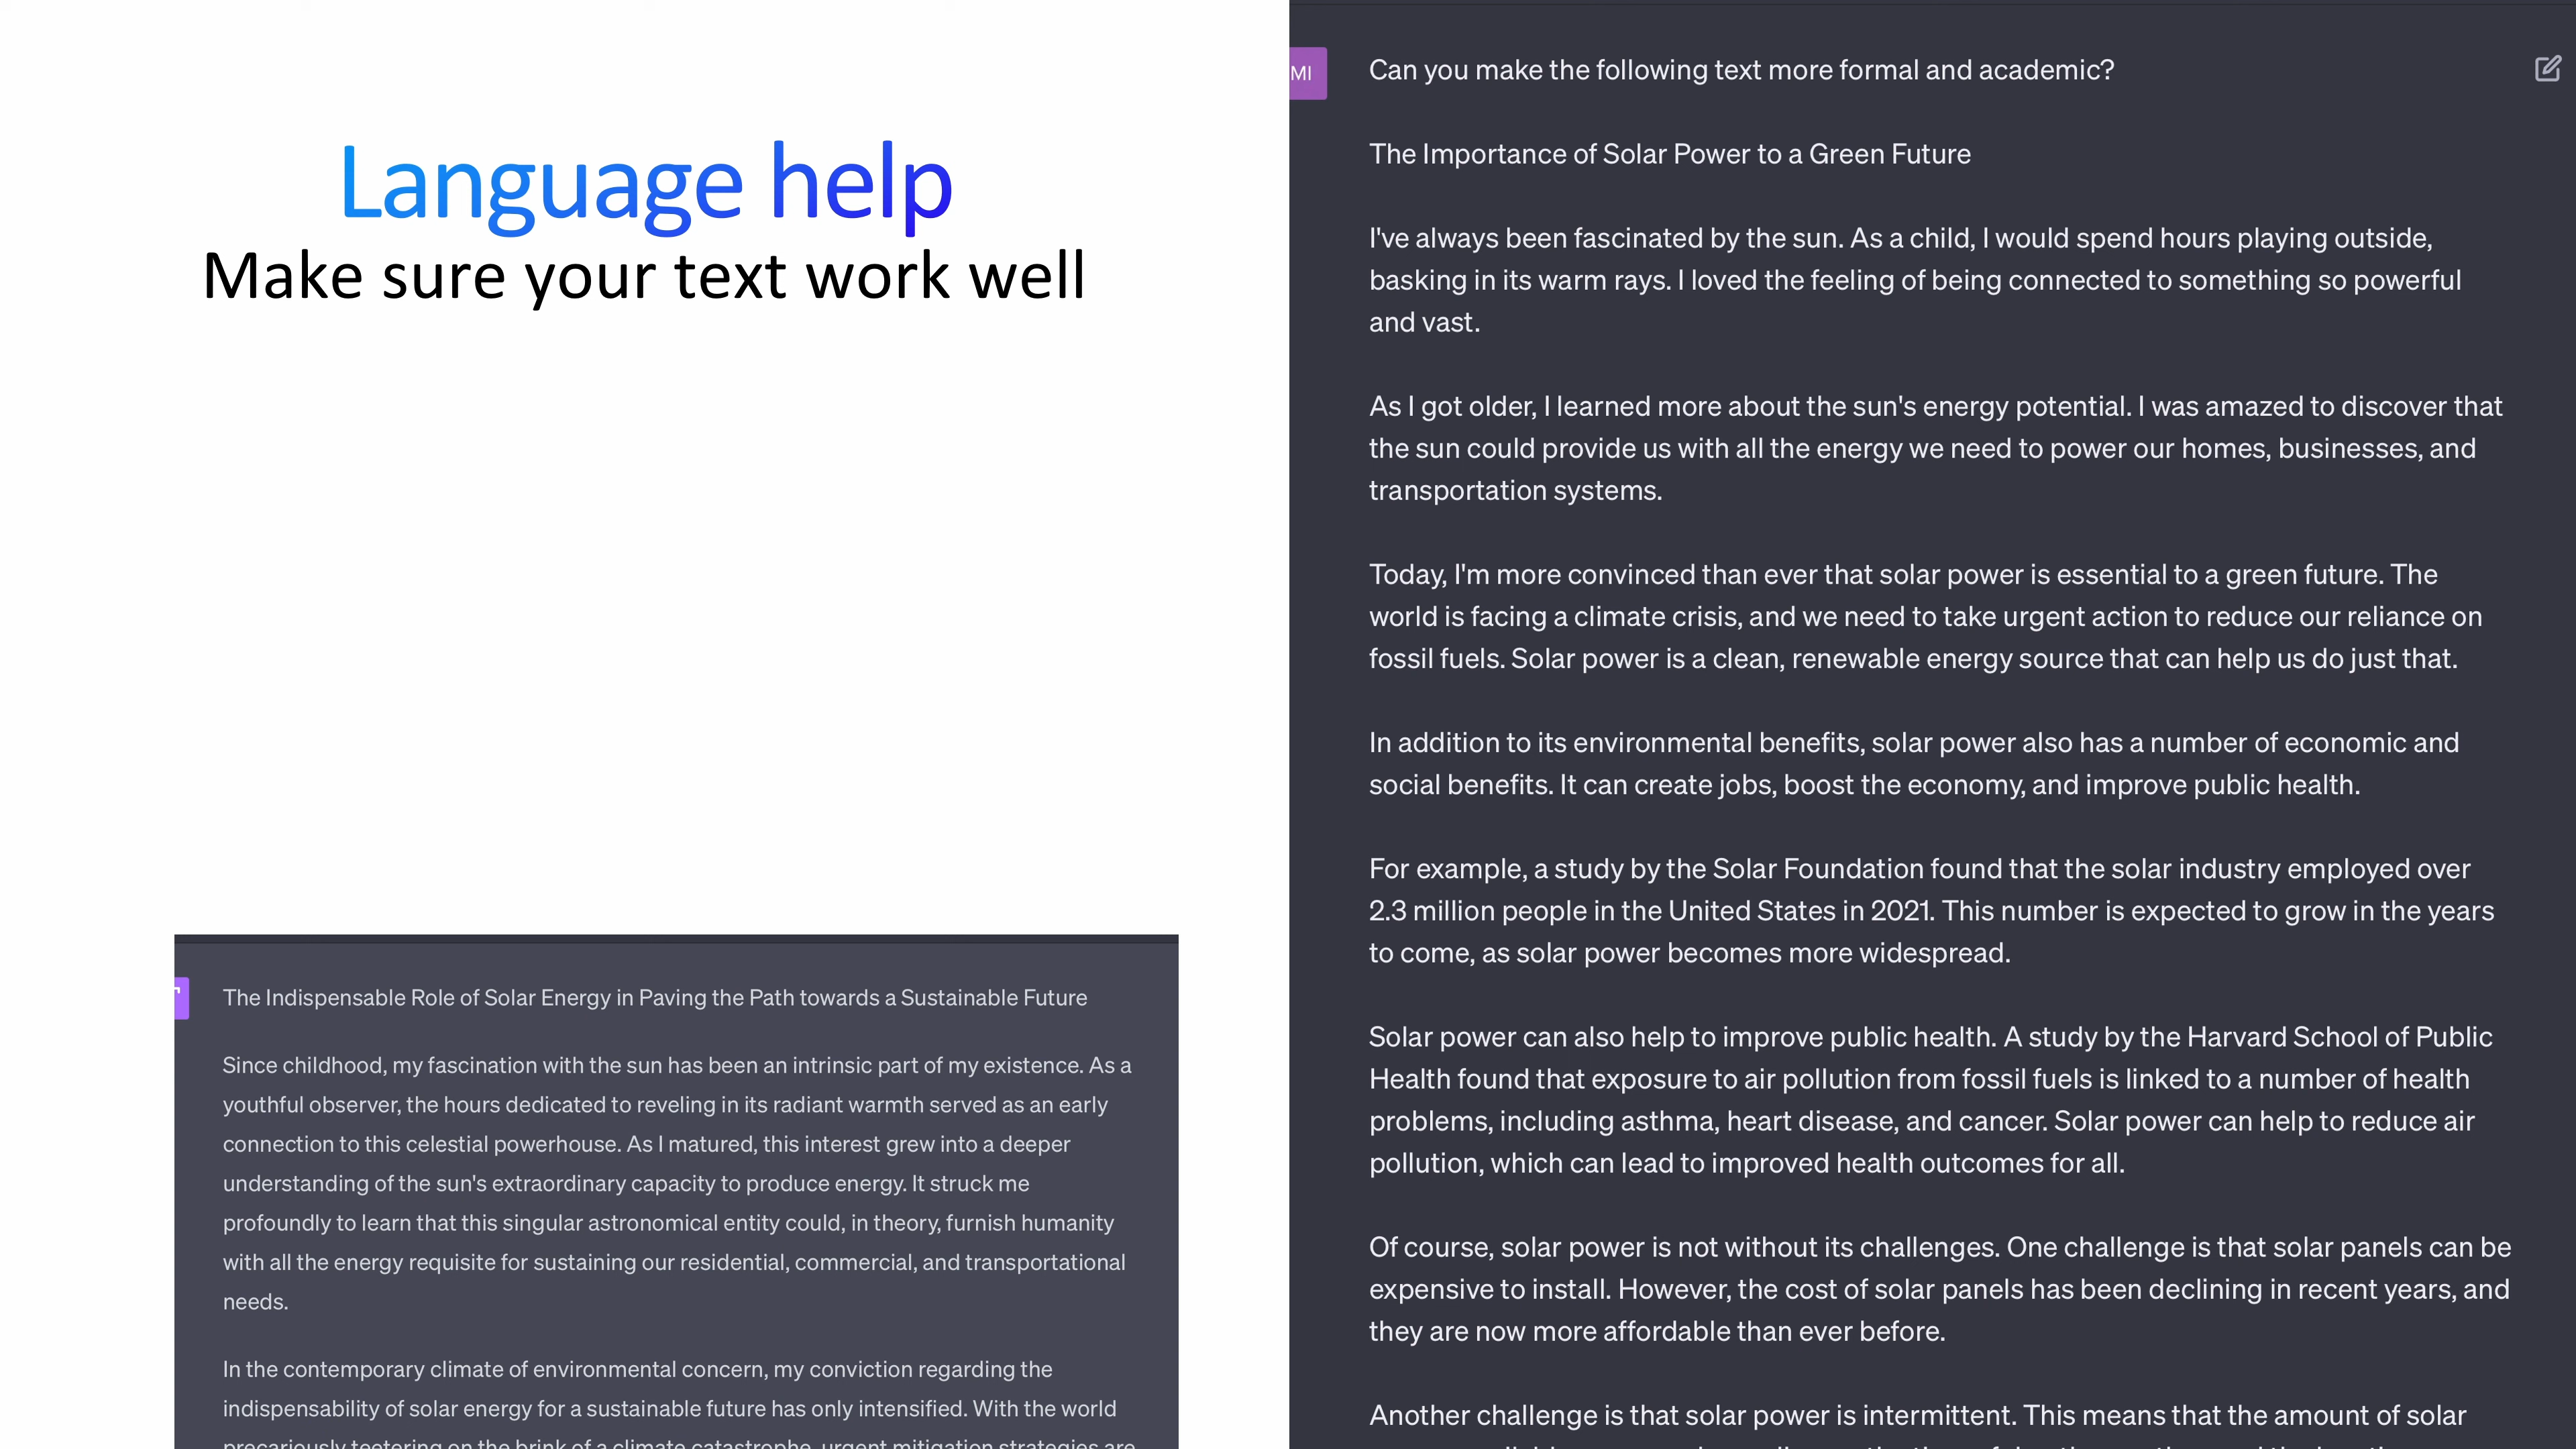 Language help
Make sure your text work well
The Indispensable Role of Solar Energy in Paving the Path towards a Sustainable Future
Since childhood, my fascination with the sun has been an intrinsic part of my existence. As a
youthful observer, the hours dedicated to reveling in its radiant warmth served as an early
connection to this celestial powerhouse. As I matured, this interest grew into a deeper
understanding of the sun's extraordinary capacity to produce energy. It struck me
profoundly to learn that this singular astronomical entity could, in theory, furnish humanity
with all the energy requisite for sustaining our residential, commercial, and transportational
needs.
In the contemporary climate of environmental concern, my conviction regarding the
indispensability of solar energy for a sustainable future has only intensified. With the world
precariously teetering on the brink of a climate catastrophe, urgent mitigation strategies are
MI
Can you make the following text more formal and academic?
The Importance of Solar Power to a Green Future
I've always been fascinated by the sun. As a child, I would spend hours playing outside,
basking in its warm rays. I loved the feeling of being connected to something so powerful
and vast.
As I got older, I learned more about the sun's energy potential. I was amazed to discover that
the sun could provide us with all the energy we need to power our homes, businesses, and
transportation systems.
Today, I'm more convinced than ever that solar power is essential to a green future. The
world is facing a climate crisis, and we need to take urgent action to reduce our reliance on
fossil fuels. Solar power is a clean, renewable energy source that can help us do just that.
In addition to its environmental benefits, solar power also has a number of economic and
social benefits. It can create jobs, boost the economy, and improve public health.
For example, a study by the Solar Foundation found that the solar industry employed over
2.3 million people in the United States in 2021. This number is expected to grow in the years
to come, as solar power becomes more widespread.
Solar power can also help to improve public health. A study by the Harvard School of Public
Health found that exposure to air pollution from fossil fuels is linked to a number of health
problems, including asthma, heart disease, and cancer. Solar power can help to reduce air
pollution, which can lead to improved health outcomes for all.
Of course, solar power is not without its challenges. One challenge is that solar panels can be
expensive to install. However, the cost of solar panels has been declining in recent years, and
they are now more affordable than ever before.
Another challenge is that solar power is intermittent. This means that the amount of solar